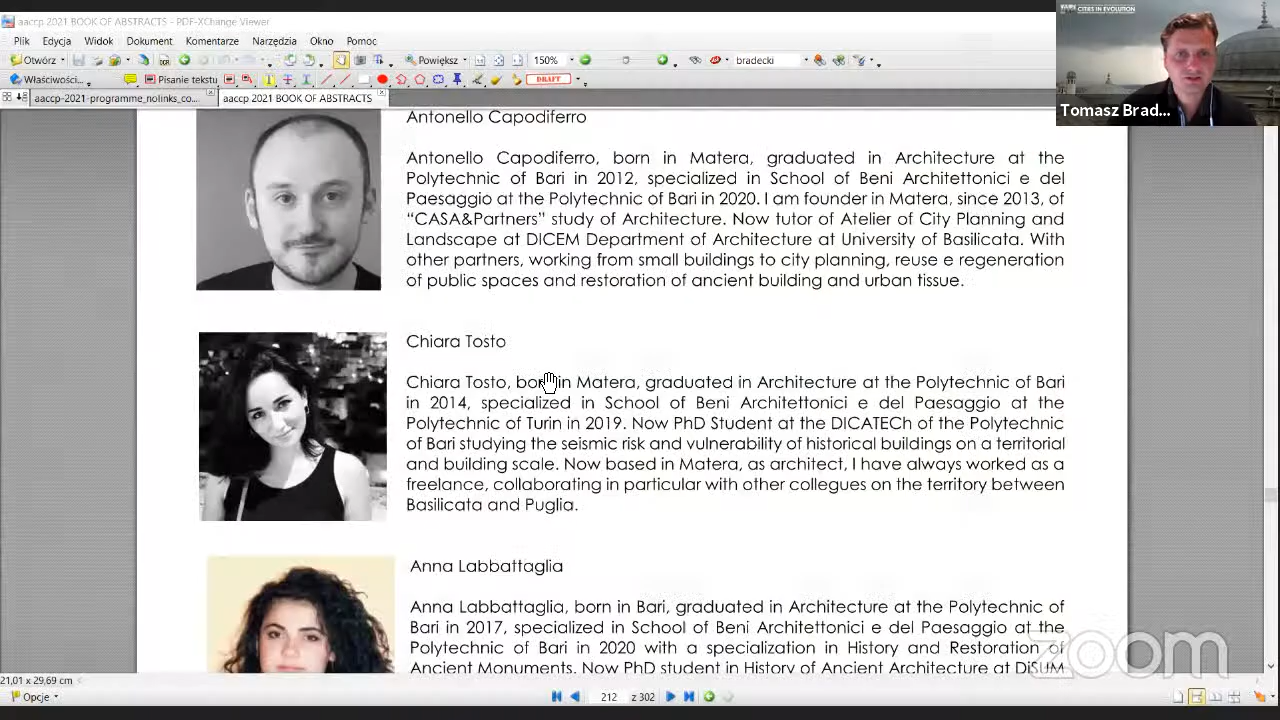 aaccp 2021 BOOK OF ABSTRACTS - PDF-XChange Viewer
CITIES IN EVOLUTION
Plik Edycja Widok Dokument Komentarze Narzędzia Okno Pomoc
Otwórz Powiększ 150% bradecki
Właściwości... Pisanie tekstu DRAFT
Tomasz Brad...
aaccp-2021-programme_nolinks_co... aaccp 2021 BOOK OF ABSTRACTS
Antonello Capodiferro
Antonello Capodiferro, born in Matera, graduated in Architecture at the
Polytechnic of Bari in 2012, specialized in School of Beni Architettonici e del
Paesaggio at the Polytechnic of Bari in 2020. I am founder in Matera, since 2013, of
“CASA&Partners” study of Architecture. Now tutor of Atelier of City Planning and
Landscape at DICEM Department of Architecture at University of Basilicata. With
other partners, working from small buildings to city planning, reuse e regeneration
of public spaces and restoration of ancient building and urban tissue.
Chiara Tosto
Chiara Tosto, born in Matera, graduated in Architecture at the Polytechnic of Bari
in 2014, specialized in School of Beni Architettonici e del Paesaggio at the
Polytechnic of Turin in 2019. Now PhD Student at the DICATECh of the Polytechnic
of Bari studying the seismic risk and vulnerability of historical buildings on a territorial
and building scale. Now based in Matera, as architect, I have always worked as a
freelance, collaborating in particular with other collegues on the territory between
Basilicata and Puglia.
Anna Labbattaglia
Anna Labbattaglia, born in Bari, graduated in Architecture at the Polytechnic of
Bari in 2017, specialized in School of Beni Architettonici e del Paesaggio at the
Polytechnic of Bari in 2020 with a specialization in History and Restoration of
Ancient Monuments. Now PhD student in History of Ancient Architecture at DiSUM
zoom
21,01 x 29,69 cm
Opcje 212 z 302